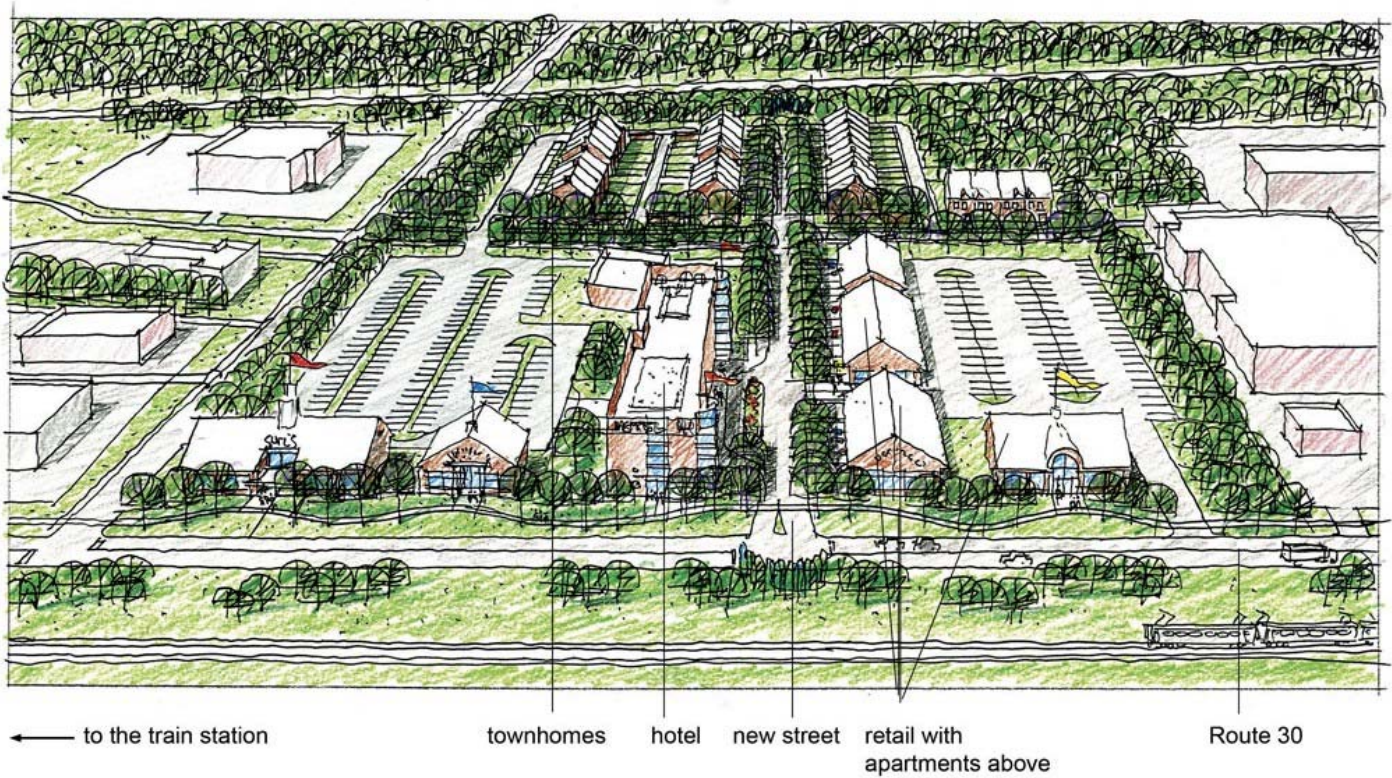 to the train station
townhomes
hotel
new street
retail with
apartments above
Route 30